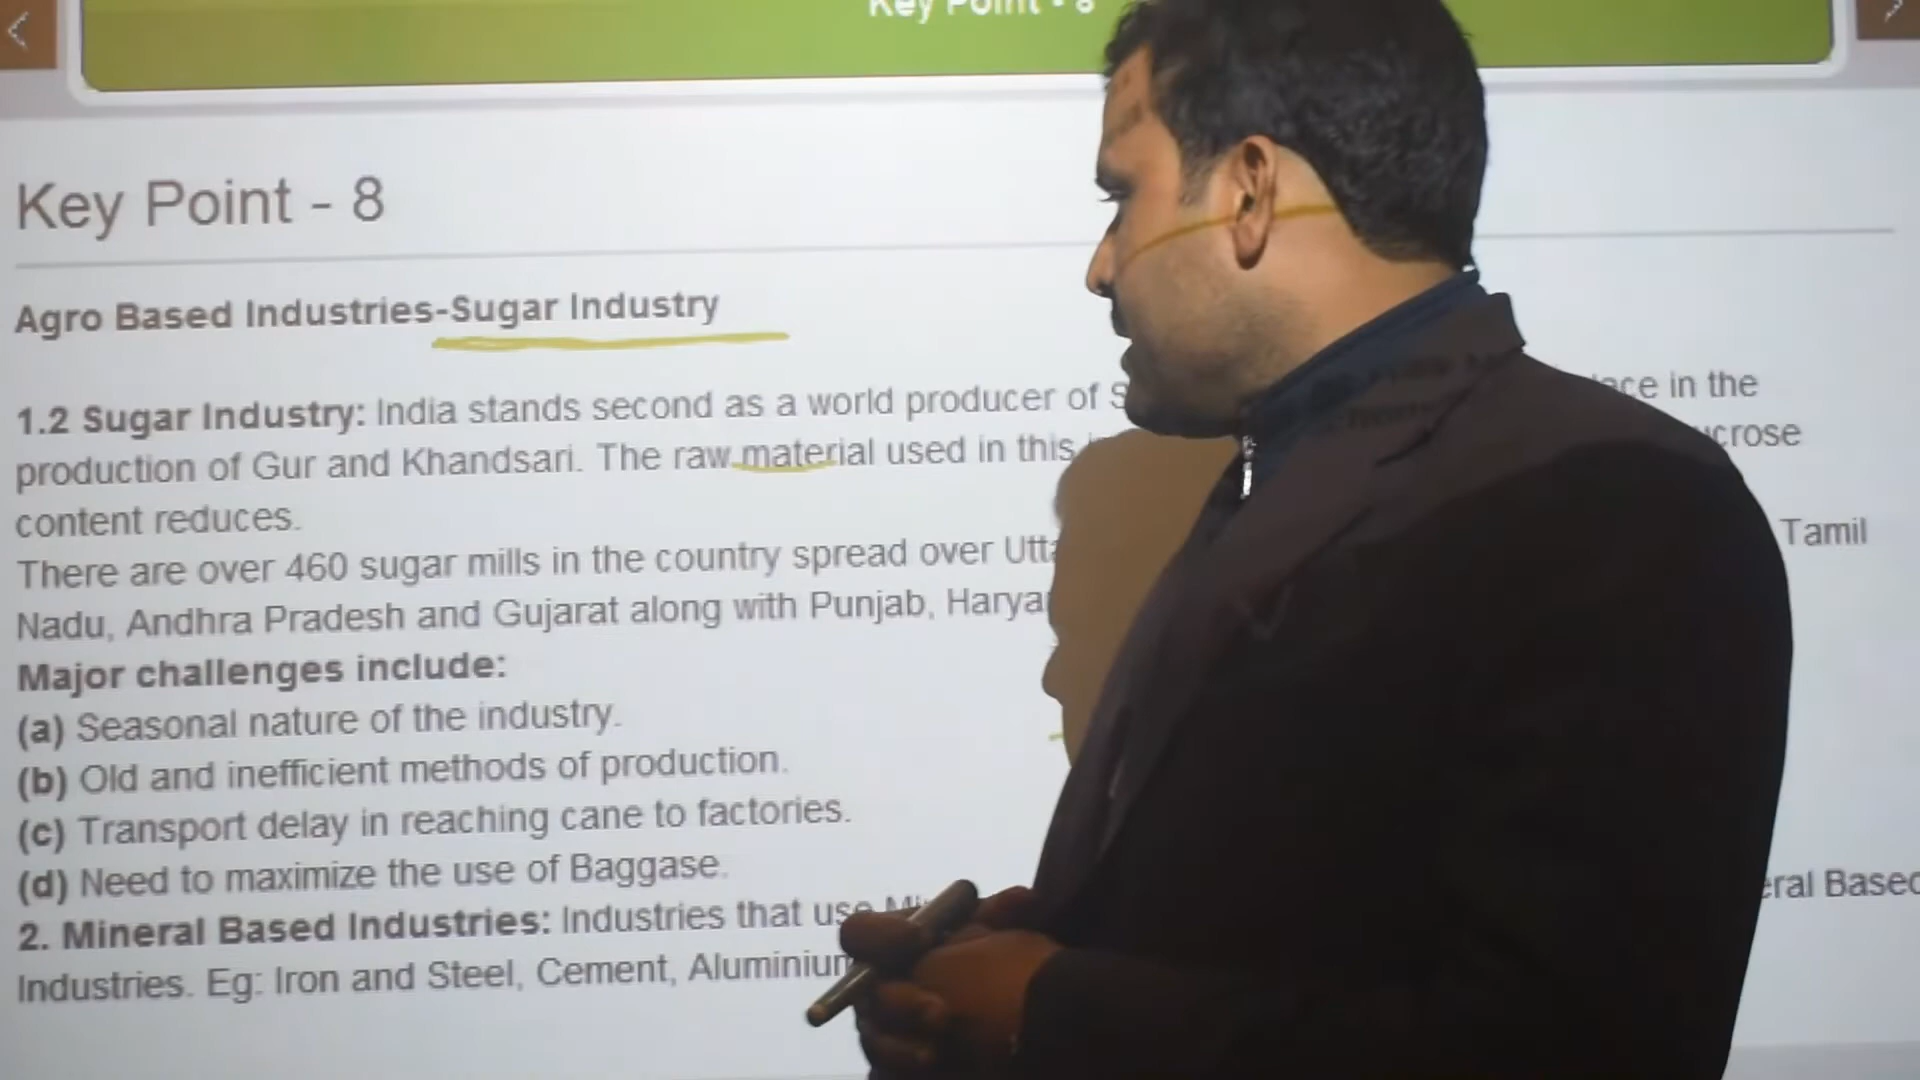 Key Point - 8
Key Point - 8
Agro Based Industries-Sugar Industry
1.2 Sugar Industry: India stands second as a world producer of in the
production of Gur and Khandsari. The raw material used in this
content reduces.
There are over 460 sugar mills in the country spread over Tamil
Nadu, Andhra Pradesh and Gujarat along with Punjab,
Major challenges include:
(a) Seasonal nature of the industry.
(b) Old and inefficient methods of production.
(c) Transport delay in reaching cane to factories.
(d) Need to maximize the use of Baggase.
2. Mineral Based Industries: Industries that use Based
Industries. Eg: Iron and Steel, Cement,